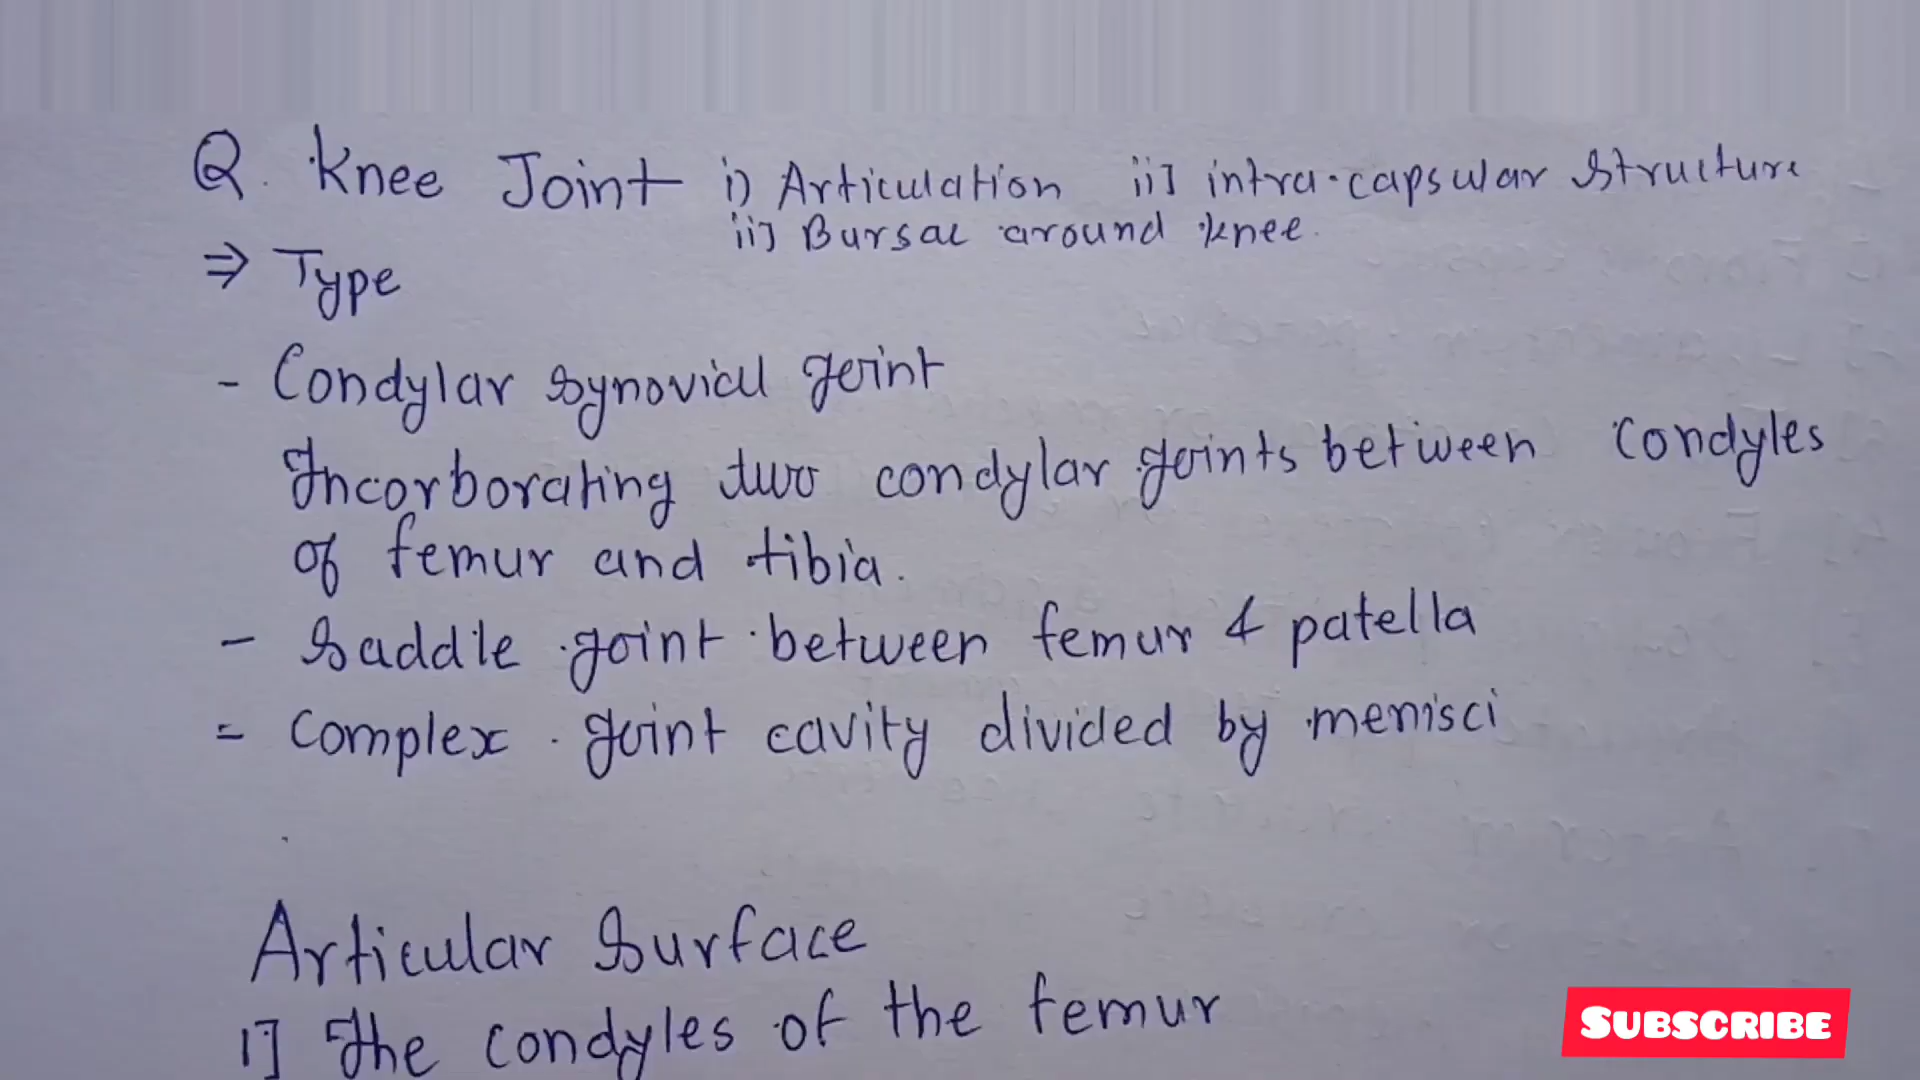 Q. Knee Joint i) Articulation ii] intra-capsular structure
ii] Bursae around knee.
⇒ Type
- Condylar synovial joint
Incorborating two condylar joints between condyles
of femur and tibia.
- Saddle joint between femur & patella
= Complex. joint cavity divided by menisci
Articular Surface
1] The condyles of the femur
SUBSCRIBE